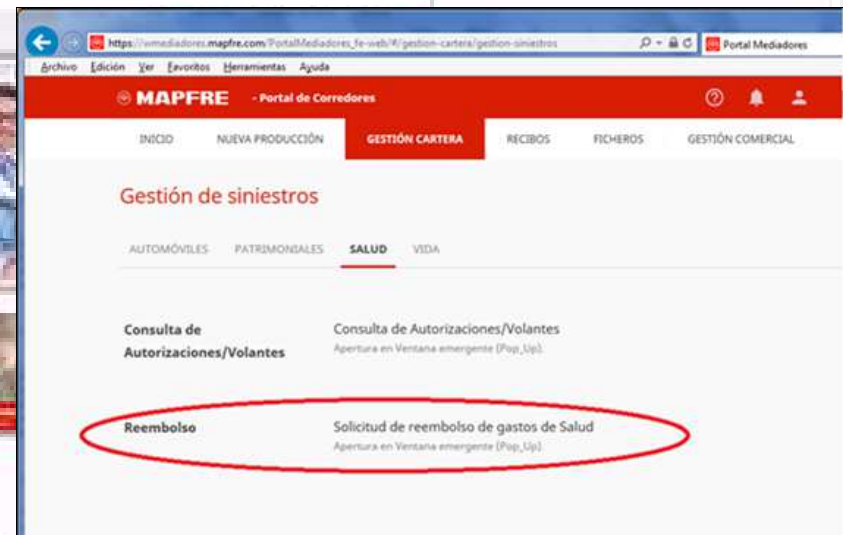 https://wmediadores.mapfre.com/PortalMediadores_fe-web/#/gestion-cartera/gestion-siniestros
Portal Mediadores
Archivo Edición Ver Favoritos Herramientas Ayuda
MAPFRE - Portal de Corredores
INICIO NUEVA PRODUCCIÓN GESTIÓN CARTERA RECIBOS FICHEROS GESTIÓN COMERCIAL
Gestión de siniestros
AUTOMÓVILES PATRIMONIALES SALUD VIDA
Consulta de Autorizaciones/Volantes
Consulta de Autorizaciones/Volantes
Apertura en Ventana emergente (Pop_Up).
Reembolso
Solicitud de reembolso de gastos de Salud
Apertura en Ventana emergente (Pop_Up)